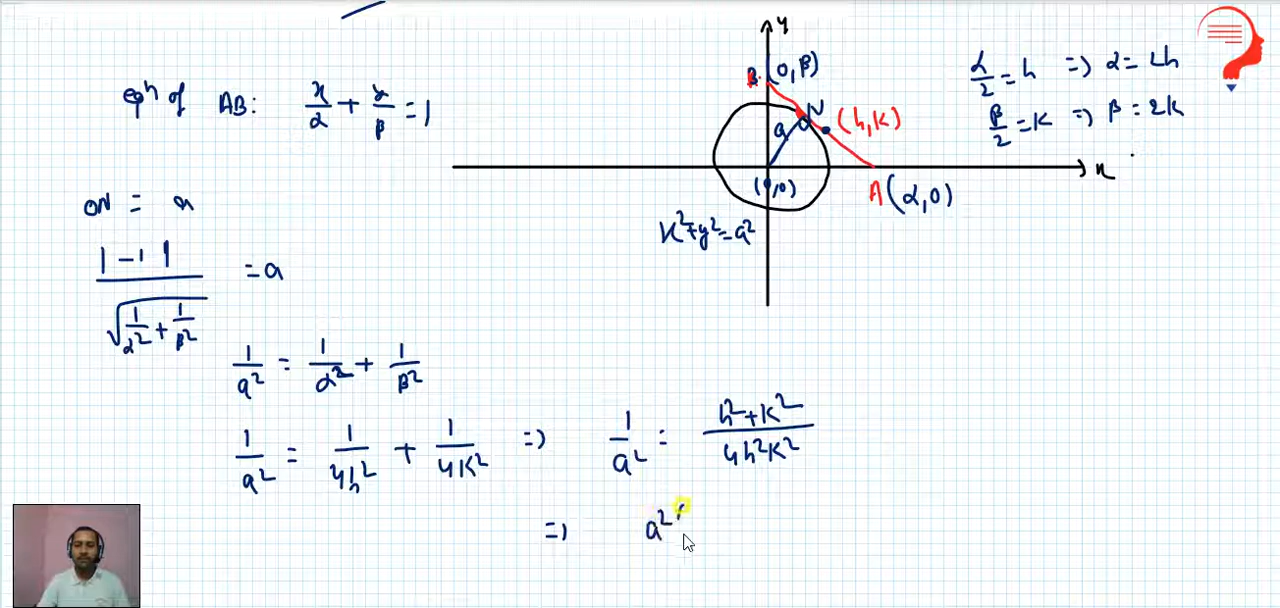 eqn of AB: x/α + y/β = 1
ON = a
|-1| / √(1/α² + 1/β²) = a
1/a² = 1/α² + 1/β²
1/a² = 1/4h² + 1/4K² => 1/a² = h²+K² / 4h²K²
=> a²
y
B (0,β)
N
(h,K)
a
(0,0)
A (α,0)
x
x²+y²=a²
α/2 = h => α = 2h
β/2 = K => β = 2K